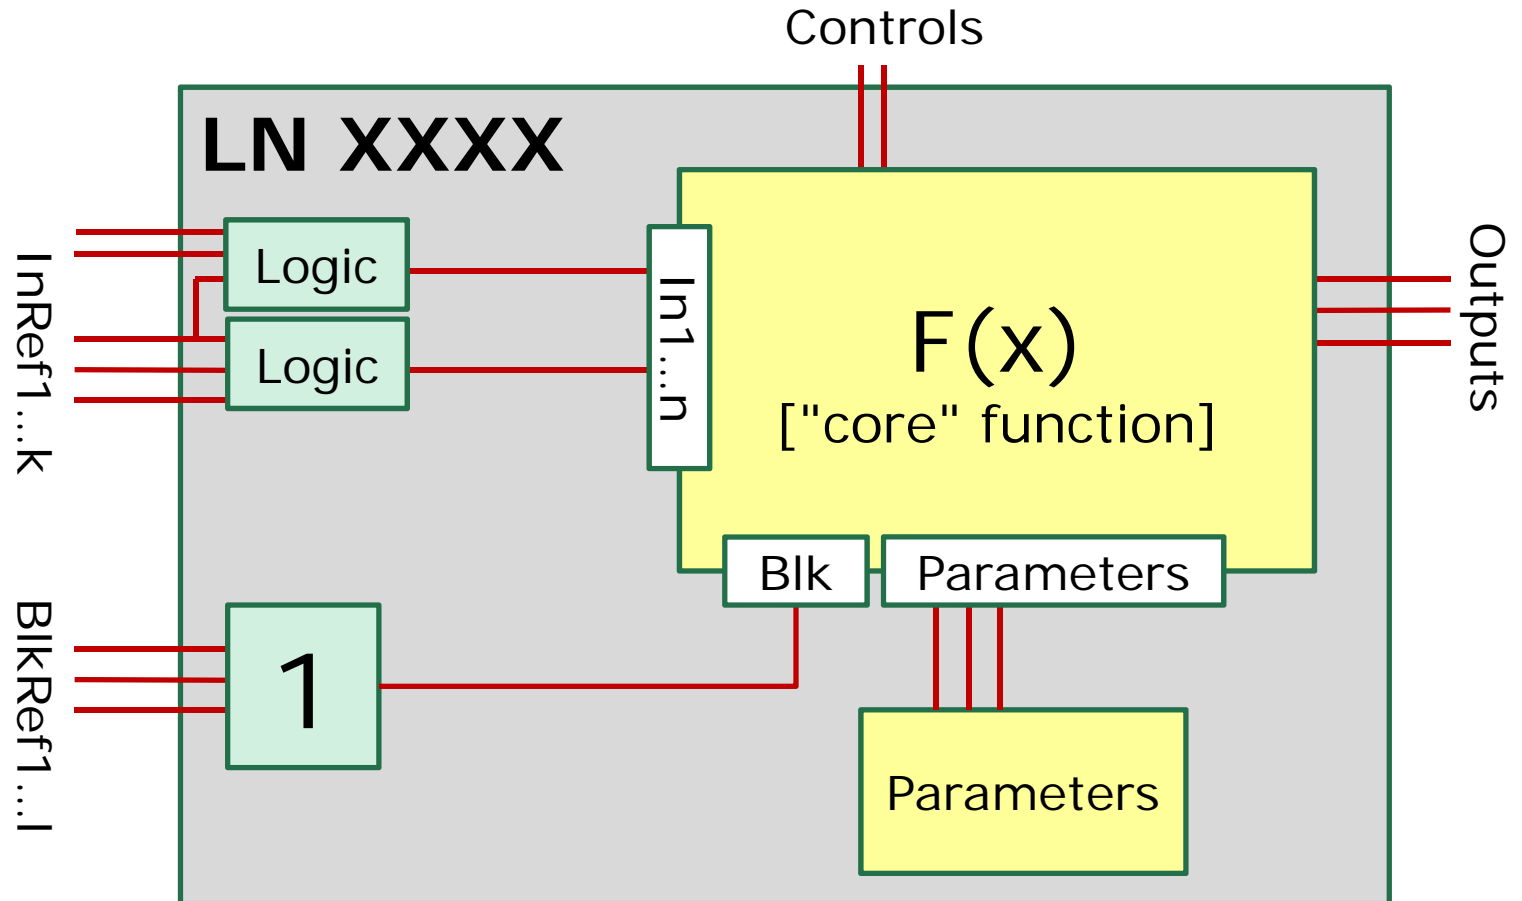 Controls
LN XXXX
Logic
Logic
InRef1....k
In1...n
F(x)
["core" function]
Outputs
Blk
Parameters
BlkRef1....l
1
Parameters